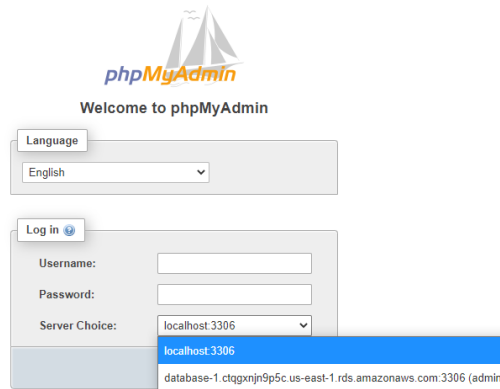 phpMyAdmin
Welcome to phpMyAdmin
Language
English
Log in
Username:
Password:
Server Choice: localhost:3306
localhost:3306
database-1.ctqgxnjn9p5c.us-east-1.rds.amazonaws.com:3306 (admin